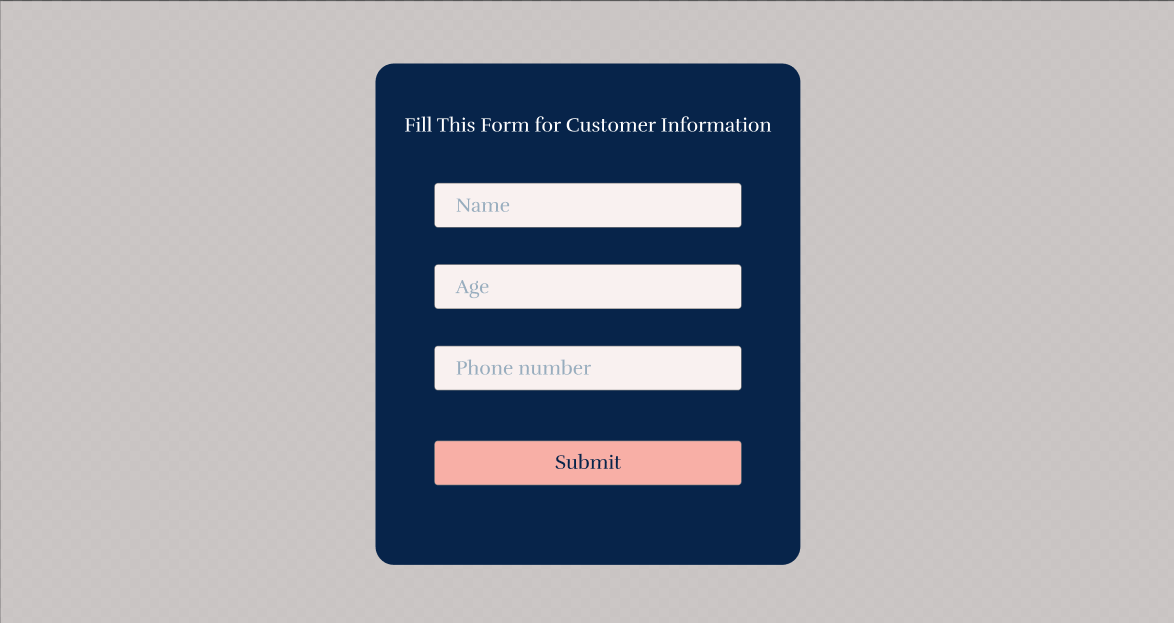 Fill This Form for Customer Information
Name
Age
Phone number
Submit